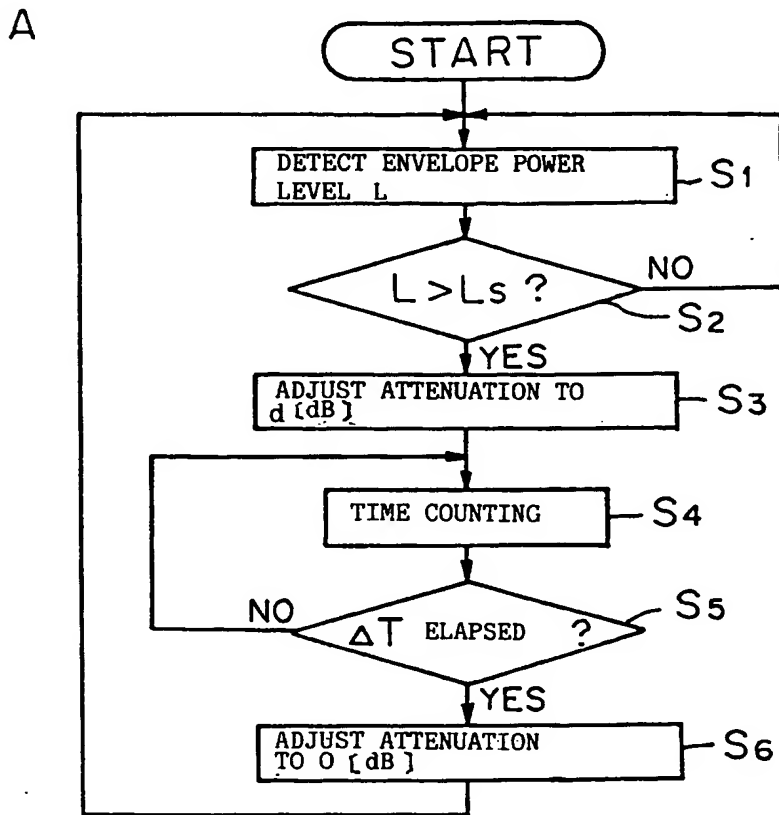 A
START
DETECT ENVELOPE POWER
LEVEL L
S1
L > Ls ?
NO
S2
YES
ADJUST ATTENUATION TO
d [dB]
S3
TIME COUNTING
S4
NO
ΔT ELAPSED ?
S5
YES
ADJUST ATTENUATION
TO 0 [dB]
S6